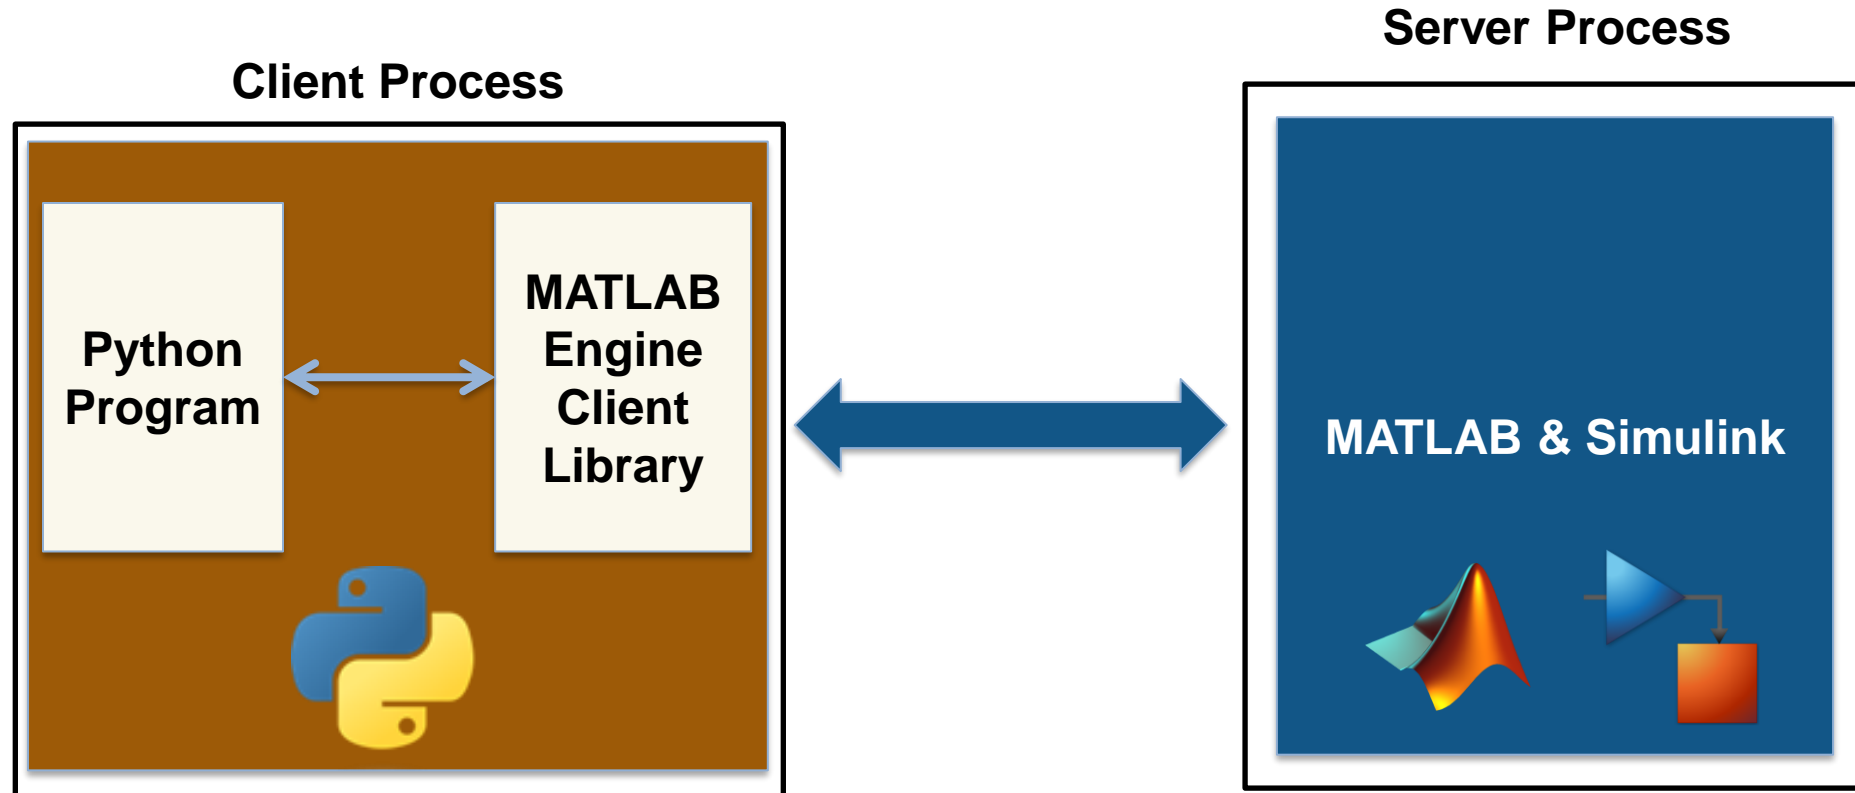 Client Process
Python
Program
MATLAB
Engine
Client
Library
Server Process
MATLAB & Simulink